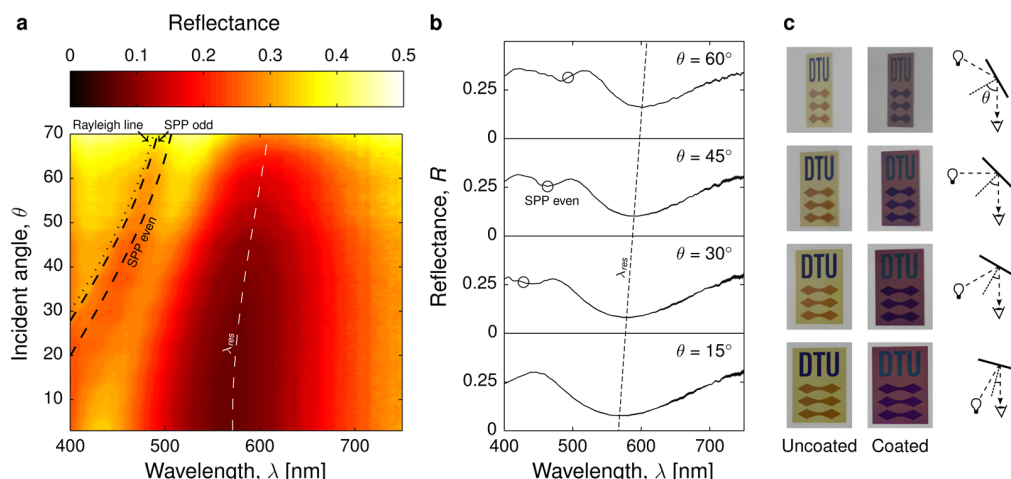 a
Reflectance
0 0.1 0.2 0.3 0.4 0.5
Rayleigh line SPP odd
SPP even
λres
70
60
50
40
30
20
10
Incident angle, θ
400 500 600 700
Wavelength, λ [nm]
b
θ = 60°
0.25
0
θ = 45°
0.25
SPP even
0
θ = 30°
λres
0.25
0
θ = 15°
0.25
0
Reflectance, R
400 500 600 700
Wavelength, λ [nm]
c
DTU DTU
θ
DTU DTU
DTU DTU
DTU DTU
Uncoated Coated